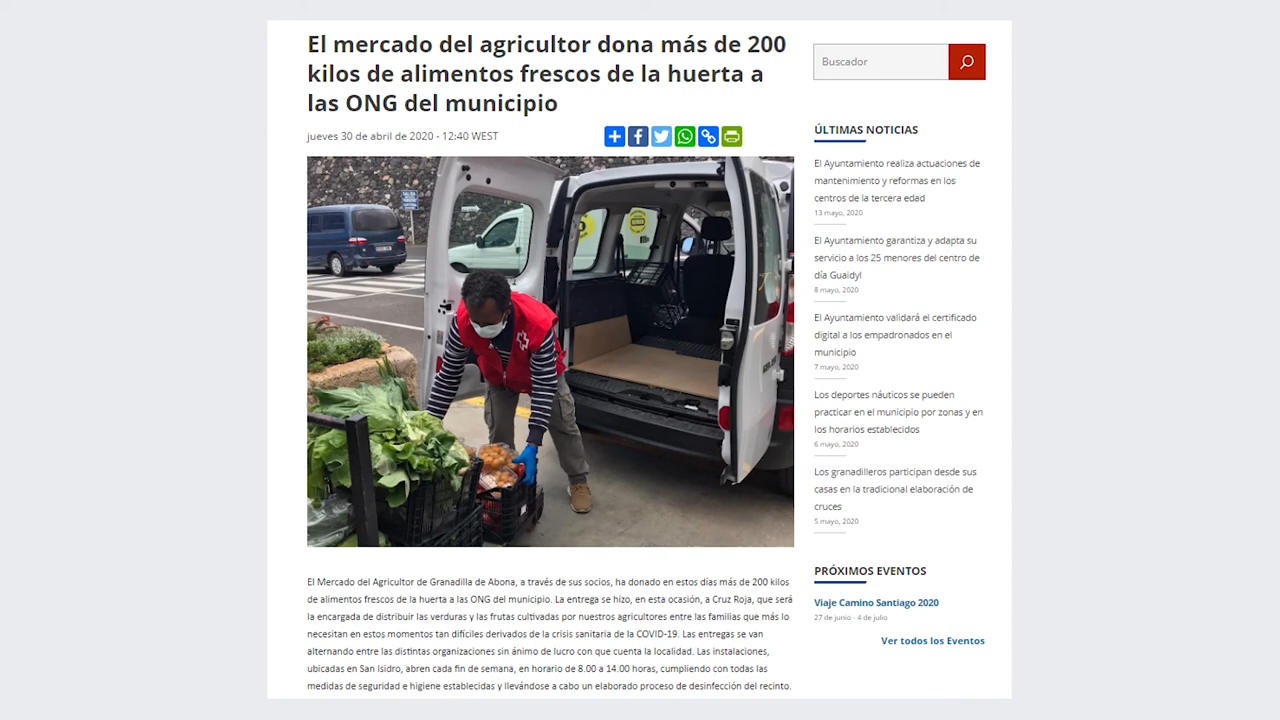 El mercado del agricultor dona más de 200
kilos de alimentos frescos de la huerta a
las ONG del municipio
jueves 30 de abril de 2020 - 12:40 WEST
El Mercado del Agricultor de Granadilla de Abona, a través de sus socios, ha donado en estos días más de 200 kilos
de alimentos frescos de la huerta a las ONG del municipio. La entrega se hizo, en esta ocasión, a Cruz Roja, que será
la encargada de distribuir las verduras y las frutas cultivadas por nuestros agricultores entre las familias que más lo
necesitan en estos momentos tan difíciles derivados de la crisis sanitaria de la COVID-19. Las entregas se van
alternando entre las distintas organizaciones sin ánimo de lucro con que cuenta la localidad. Las instalaciones,
ubicadas en San Isidro, abren cada fin de semana, en horario de 8.00 a 14.00 horas, cumpliendo con todas las
medidas de seguridad e higiene establecidas y llevándose a cabo un elaborado proceso de desinfección del recinto.
Buscador
ÚLTIMAS NOTICIAS
El Ayuntamiento realiza actuaciones de
mantenimiento y reformas en los
centros de la tercera edad
13 mayo, 2020
El Ayuntamiento garantiza y adapta su
servicio a los 25 menores del centro de
día Guaidyl
8 mayo, 2020
El Ayuntamiento validará el certificado
digital a los empadronados en el
municipio
7 mayo, 2020
Los deportes náuticos se pueden
practicar en el municipio por zonas y en
los horarios establecidos
6 mayo, 2020
Los granadilleros participan desde sus
casas en la tradicional elaboración de
cruces
5 mayo, 2020
PRÓXIMOS EVENTOS
Viaje Camino Santiago 2020
27 de junio - 4 de julio
Ver todos los Eventos